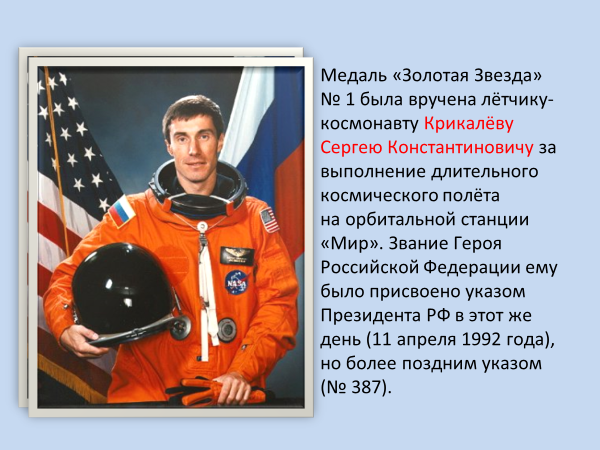 Медаль «Золотая Звезда»
№ 1 была вручена лётчику-
космонавту Крикалёву
Сергею Константиновичу за
выполнение длительного
космического полёта
на орбитальной станции
«Мир». Звание Героя
Российской Федерации ему
было присвоено указом
Президента РФ в этот же
день (11 апреля 1992 года),
но более поздним указом
(№ 387).
NASA